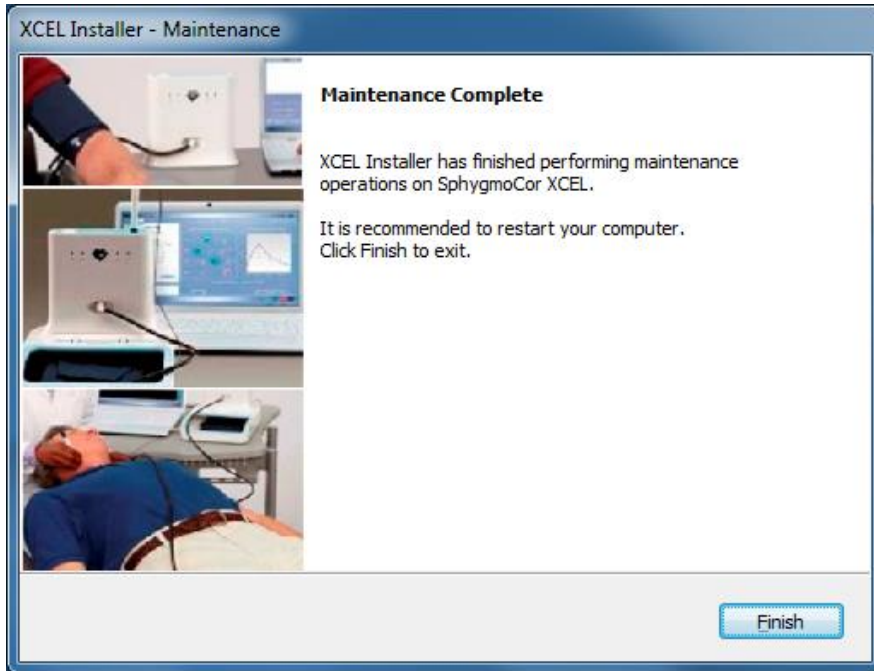 XCEL Installer - Maintenance
Maintenance Complete
XCEL Installer has finished performing maintenance
operations on SphygmoCor XCEL.
It is recommended to restart your computer.
Click Finish to exit.
Finish